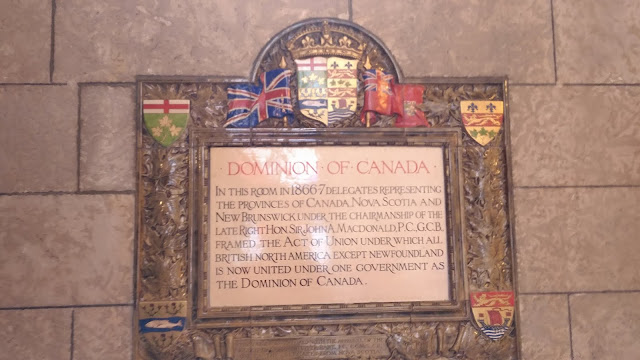 DOMINION · OF · CANADA
IN THIS ROOM IN 1866-7 DELEGATES REPRESENTING
THE PROVINCES OF CANADA, NOVA SCOTIA AND
NEW BRUNSWICK, UNDER THE CHAIRMANSHIP OF THE
LATE RIGHT HON. SIR JOHN A. MACDONALD, P.C., G.C.B.
FRAMED THE ACT OF UNION UNDER WHICH ALL
BRITISH NORTH AMERICA EXCEPT NEWFOUNDLAND
IS NOW UNITED UNDER ONE GOVERNMENT AS
THE DOMINION OF CANADA.